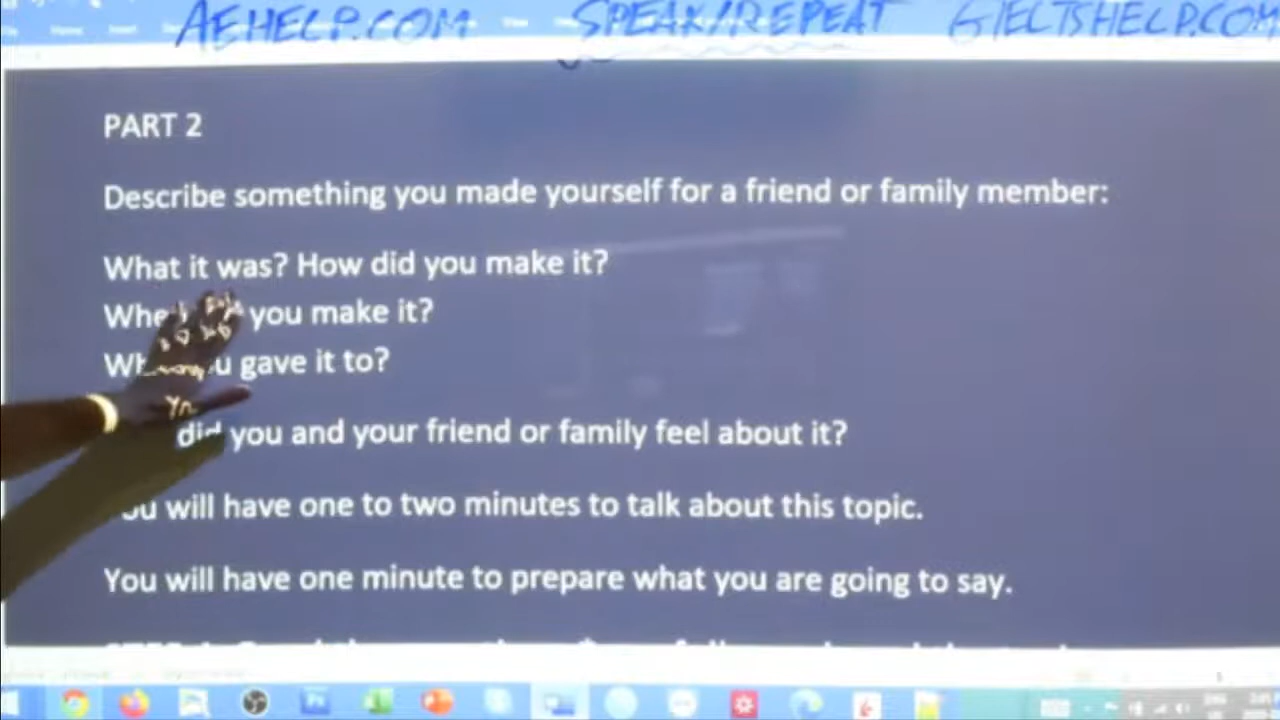 AEHELP.COM SPEAK/REPEAT GIELTSHELP.COM
PART 2
Describe something you made yourself for a friend or family member:
What it was? How did you make it?
you make it?
gave it to?
did you and your friend or family feel about it?
will have one to two minutes to talk about this topic.
You will have one minute to prepare what you are going to say.